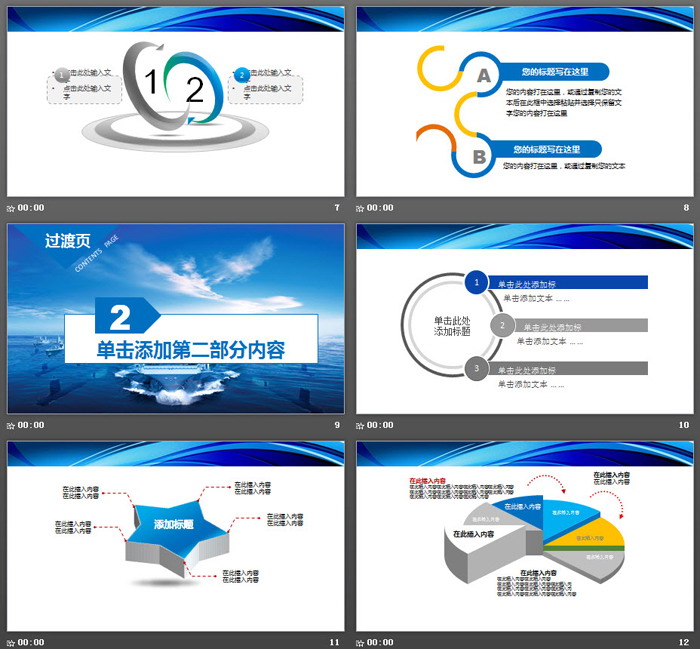 • 点击此处输入文字
• 点击此处输入文字
1
1
2
2
• 点击此处输入文字
• 点击此处输入文字
00:00
7
A
您的标题写在这里
您的内容打在这里，或通过复制您的文
本后在此框中选择粘贴并选择只保留文
字您的内容打在这里
B
您的标题写在这里
您的内容打在这里，或通过复制您的文本
00:00
8
过渡页
CONTENTS PAGE
2
单击添加第二部分内容
00:00
9
单击此处
添加标题
1
单击此处添加标
单击添加文本 ... ...
2
单击此处添加标
单击添加文本 ... ...
3
单击此处添加标
单击添加文本 ... ...
00:00
10
添加标题
在此插入内容
在此插入内容
在此插入内容
在此插入内容
在此插入内容
在此插入内容
在此插入内容
在此插入内容
在此插入内容
在此插入内容
00:00
11
在此插入内容
在此插入内容
在此插入内容
在此插入内容
在此插入内容
在此插入内容
00:00
12